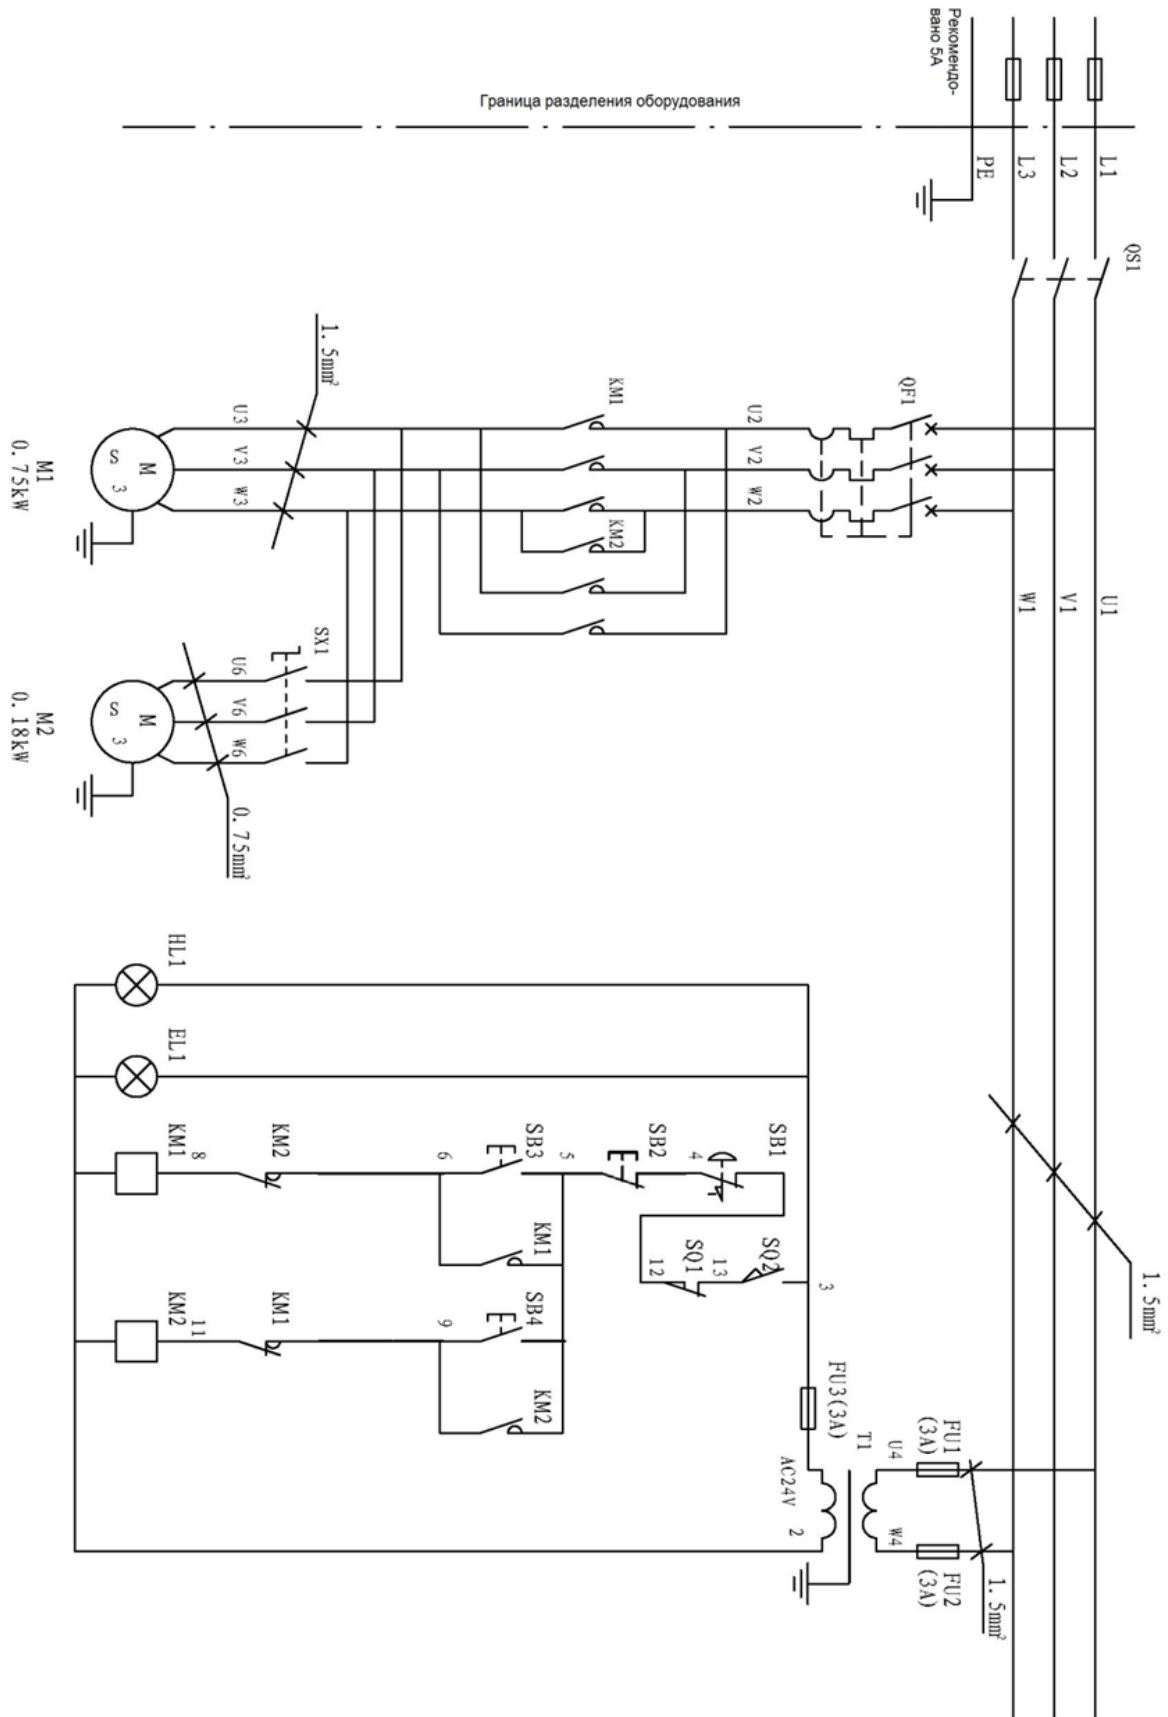 Рекомендо-
вано 5А
Граница разделения оборудования
L1
L2
L3
PE
QS1
1.5mm²
U3
V3
W3
M
S
3
M1
0.75kW
KM1
KM2
U2
V2
W2
QF1
U1
V1
W1
SX1
U6
V6
W6
M
S
3
M2
0.18kW
0.75mm²
HL1
EL1
KM1
8
KM2
6
SB3
5
SB2
4
SB1
KM1
12
SQ1
13
SQ2
3
KM2
11
KM1
9
SB4
KM2
FU3(3A)
T1
AC24V
2
U4
W4
FU1
(3A)
FU2
(3A)
1.5mm²
1.5mm²